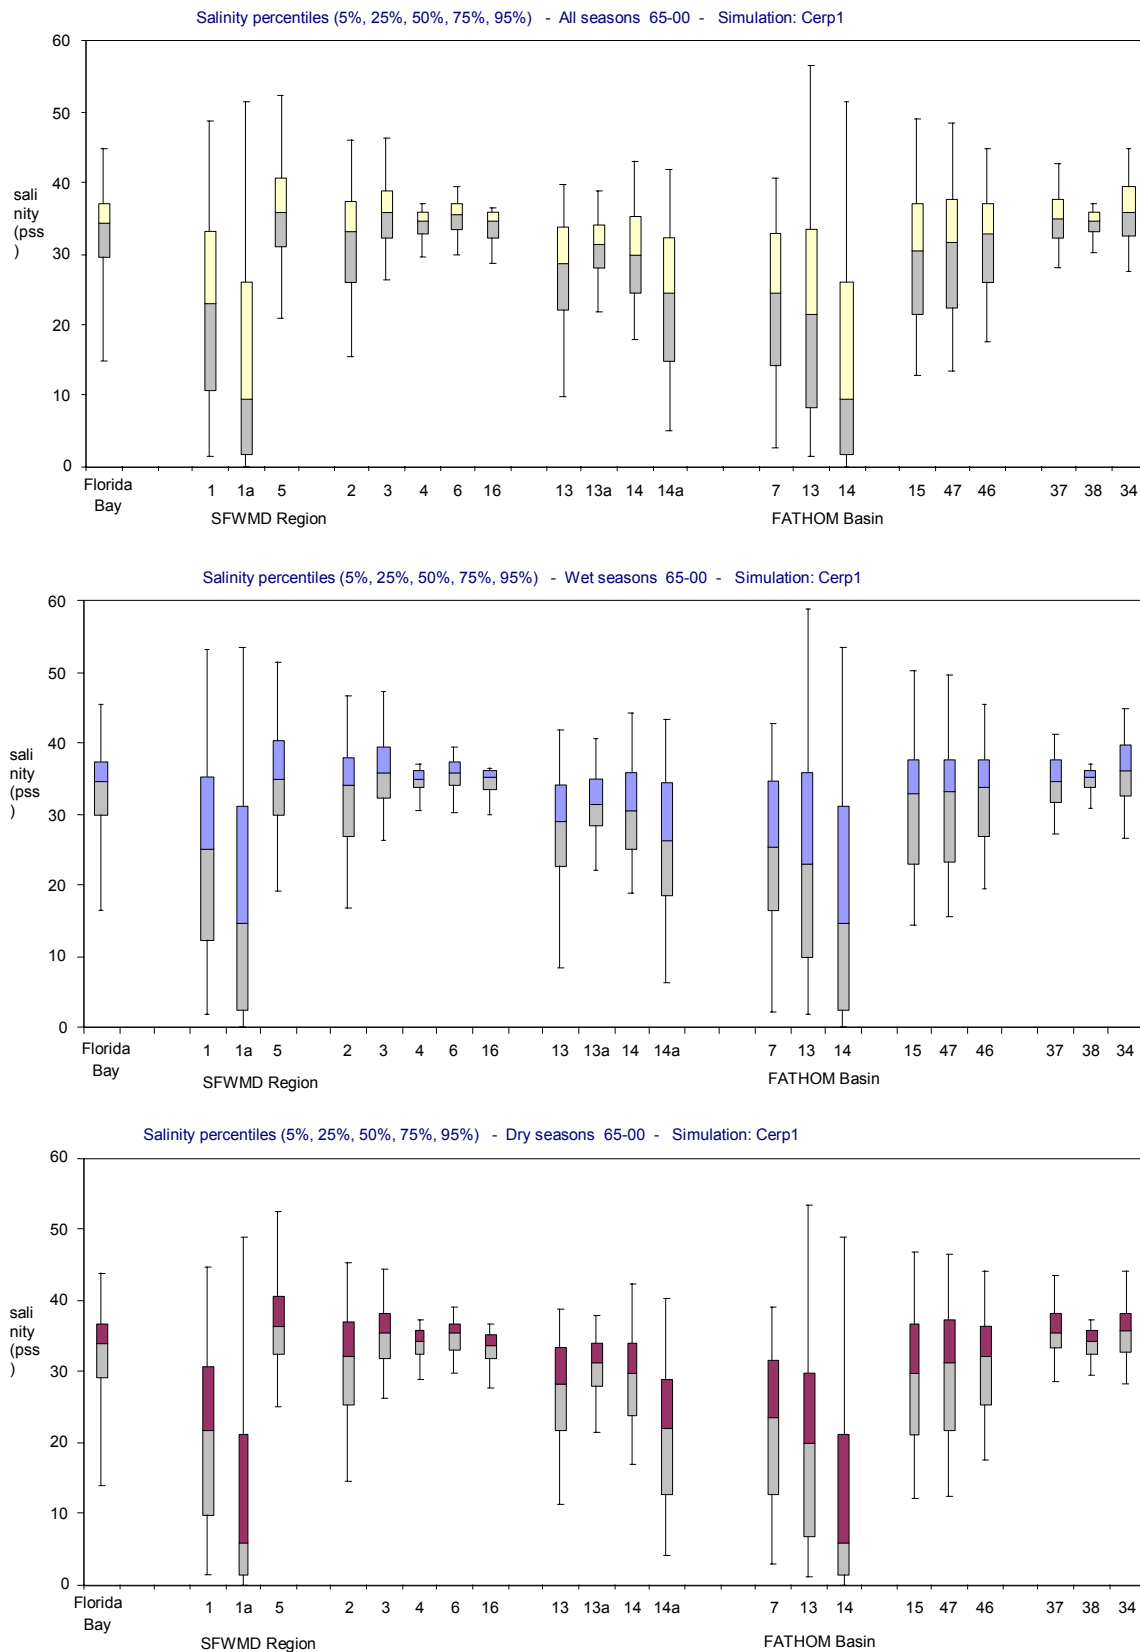 Salinity percentiles (5%, 25%, 50%, 75%, 95%) - All seasons 65-00 - Simulation: Cerp1
60
50
40
sali
nity
(pss
)
30
20
10
0
Florida
Bay
1 1a 5 2 3 4 6 16 13 13a 14 14a 7 13 14 15 47 46 37 38 34
SFWMD Region FATHOM Basin
Salinity percentiles (5%, 25%, 50%, 75%, 95%) - Wet seasons 65-00 - Simulation: Cerp1
60
50
40
sali
nity
(pss
)
30
20
10
0
Florida
Bay
1 1a 5 2 3 4 6 16 13 13a 14 14a 7 13 14 15 47 46 37 38 34
SFWMD Region FATHOM Basin
Salinity percentiles (5%, 25%, 50%, 75%, 95%) - Dry seasons 65-00 - Simulation: Cerp1
60
50
40
sali
nity
(pss
)
30
20
10
0
Florida
Bay
1 1a 5 2 3 4 6 16 13 13a 14 14a 7 13 14 15 47 46 37 38 34
SFWMD Region FATHOM Basin